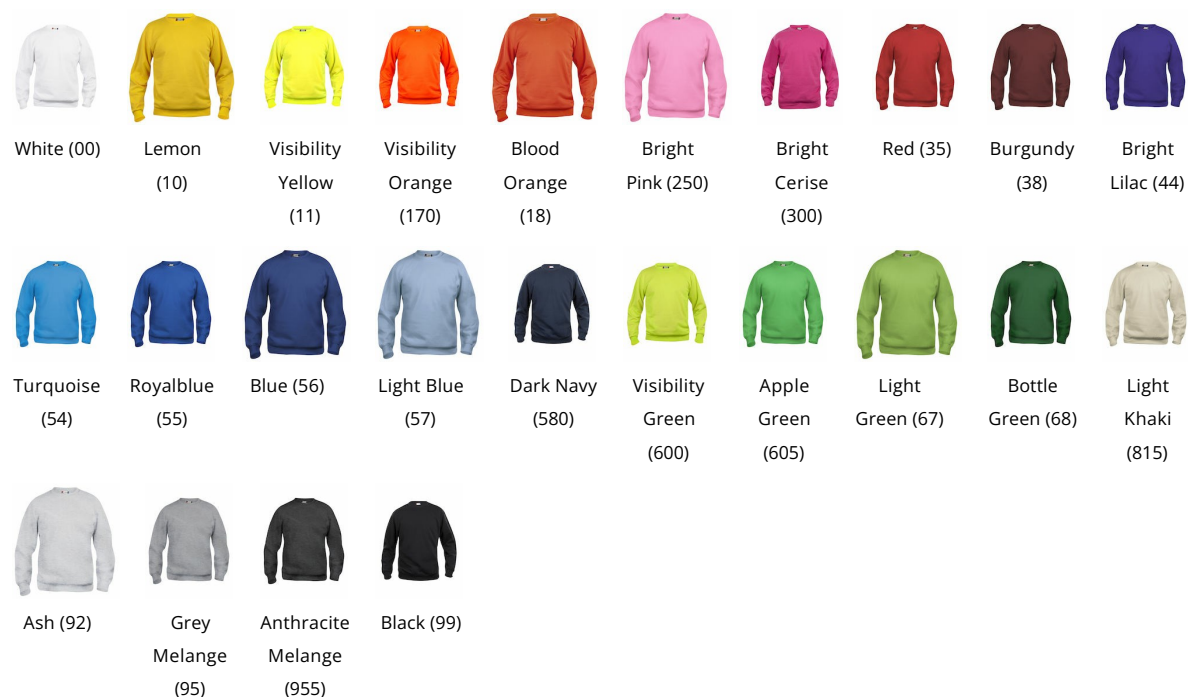 White (00)
Lemon
(10)
Visibility
Yellow
(11)
Visibility
Orange
(170)
Blood
Orange
(18)
Bright
Pink (250)
Bright
Cerise
(300)
Red (35)
Burgundy
(38)
Bright
Lilac (44)
Turquoise
(54)
Royalblue
(55)
Blue (56)
Light Blue
(57)
Dark Navy
(580)
Visibility
Green
(600)
Apple
Green
(605)
Light
Green (67)
Bottle
Green (68)
Light
Khaki
(815)
Ash (92)
Grey
Melange
(95)
Anthracite
Melange
(955)
Black (99)